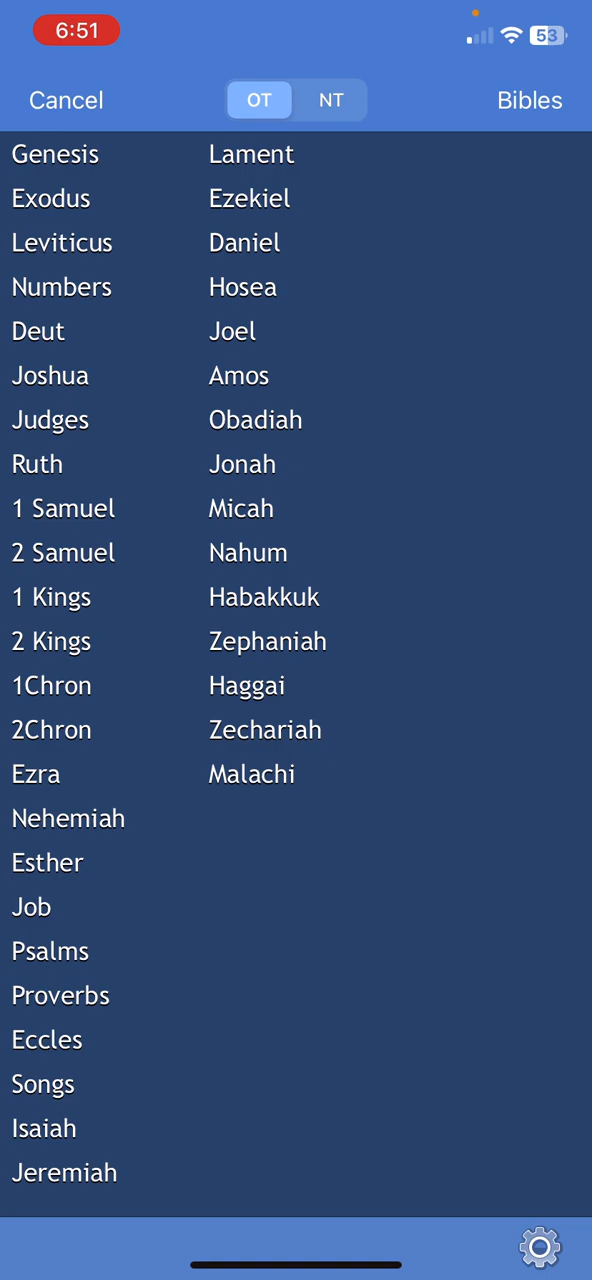 6:51
53
Cancel
OT
NT
Bibles
Genesis
Exodus
Leviticus
Numbers
Deut
Joshua
Judges
Ruth
1 Samuel
2 Samuel
1 Kings
2 Kings
1Chron
2Chron
Ezra
Nehemiah
Esther
Job
Psalms
Proverbs
Eccles
Songs
Isaiah
Jeremiah
Lament
Ezekiel
Daniel
Hosea
Joel
Amos
Obadiah
Jonah
Micah
Nahum
Habakkuk
Zephaniah
Haggai
Zechariah
Malachi